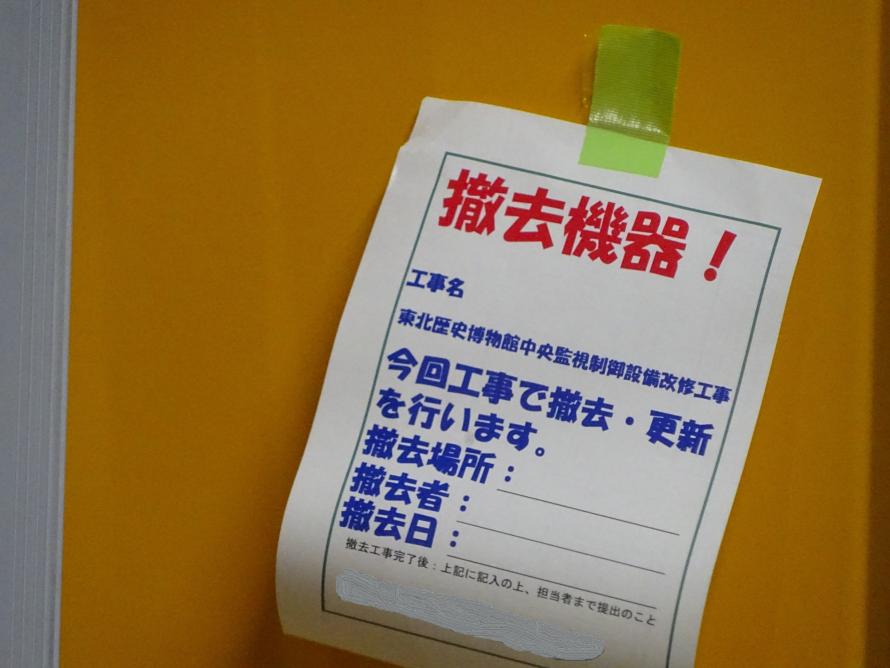 撤去機器！
工事名
東北歴史博物館中央監視制御設備改修工事
今回工事で撤去・更新
を行います。
撤去場所：
撤去者：
撤去日：
撤去工事完了後：上記に記入の上、担当者まで提出のこと